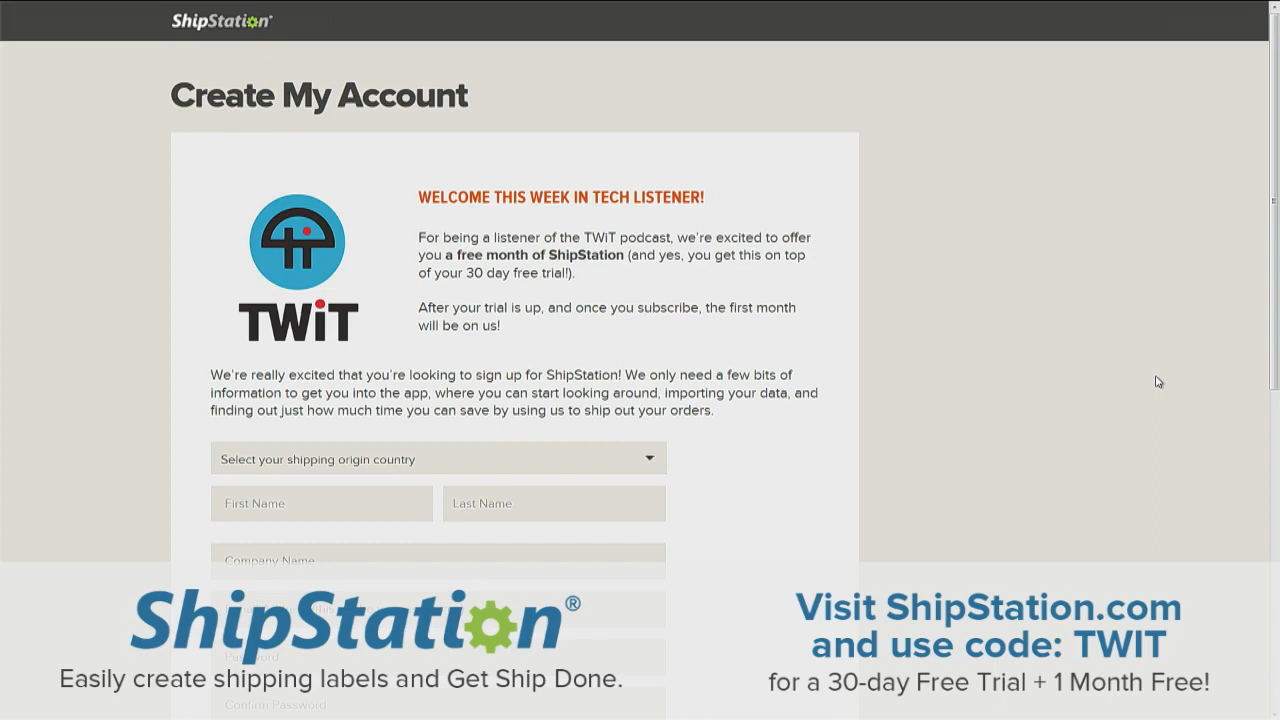 ShipStation
Create My Account
WELCOME THIS WEEK IN TECH LISTENER!
For being a listener of the TWiT podcast, we're excited to offer
you a free month of ShipStation (and yes, you get this on top
of your 30 day free trial!).
After your trial is up, and once you subscribe, the first month
will be on us!
TWiT
We're really excited that you're looking to sign up for ShipStation! We only need a few bits of
information to get you into the app, where you can start looking around, importing your data, and
finding out just how much time you can save by using us to ship out your orders.
Select your shipping origin country
First Name
Last Name
Company Name
Password
Confirm Password
ShipStation®
Easily create shipping labels and Get Ship Done.
Visit ShipStation.com
and use code: TWIT
for a 30-day Free Trial + 1 Month Free!